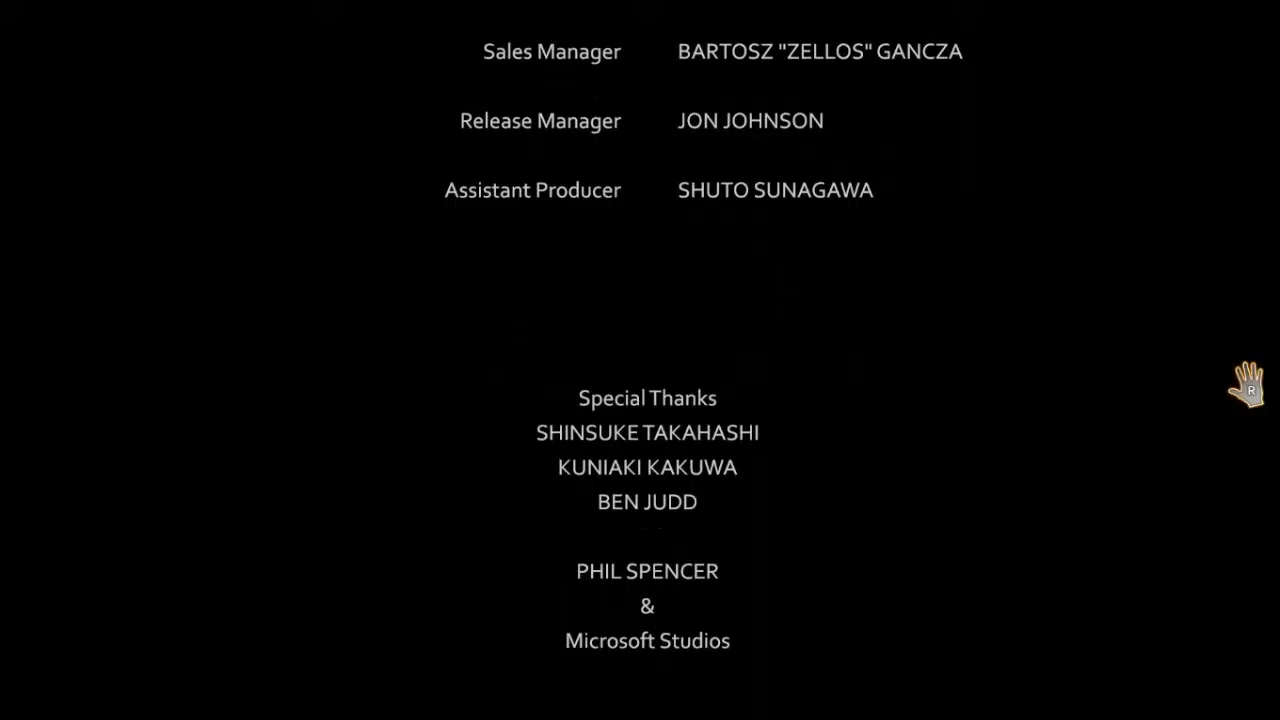 Sales Manager BARTOSZ "ZELLOS" GANCZA
Release Manager JON JOHNSON
Assistant Producer SHUTO SUNAGAWA
Special Thanks
SHINSUKE TAKAHASHI
KUNIAKI KAKUWA
BEN JUDD
PHIL SPENCER
&
Microsoft Studios
R